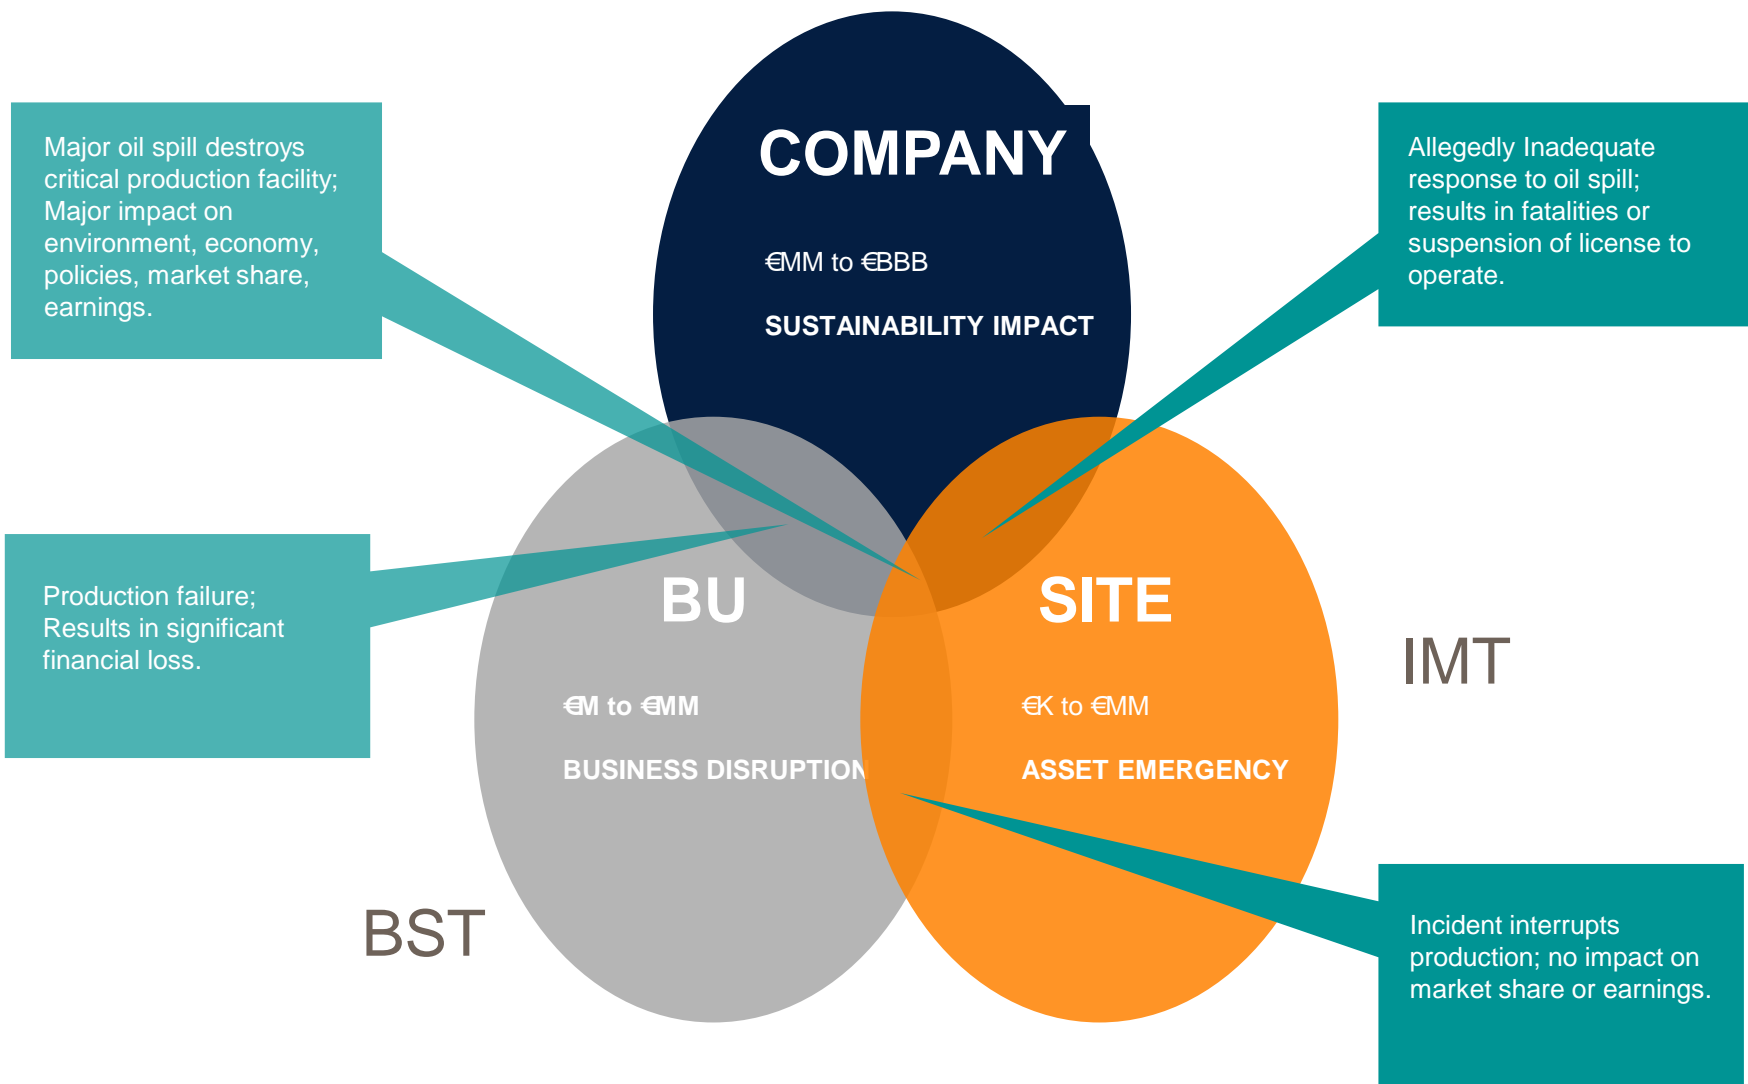 COMPANY
€MM to €BBB
SUSTAINABILITY IMPACT
Major oil spill destroys
critical production facility;
Major impact on
environment, economy,
policies, market share,
earnings.
Allegedly Inadequate
response to oil spill;
results in fatalities or
suspension of license to
operate.
Production failure;
Results in significant
financial loss.
BU
€M to €MM
BUSINESS DISRUPTION
SITE
€K to €MM
ASSET EMERGENCY
IMT
BST
Incident interrupts
production; no impact on
market share or earnings.